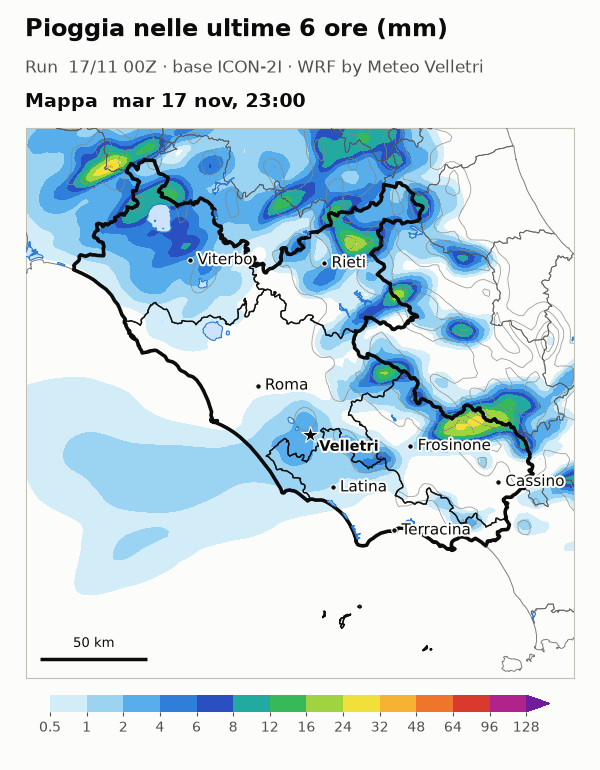 Pioggia nelle ultime 6 ore (mm)
Run  17/11 00Z · base ICON-2I · WRF by Meteo Velletri
Mappa  mar 17 nov, 23:00
Viterbo
Rieti
Roma
Velletri
Frosinone
Cassino
Latina
Terracina
50 km
0.5 1 2 4 6 8 12 16 24 32 48 64 96 128